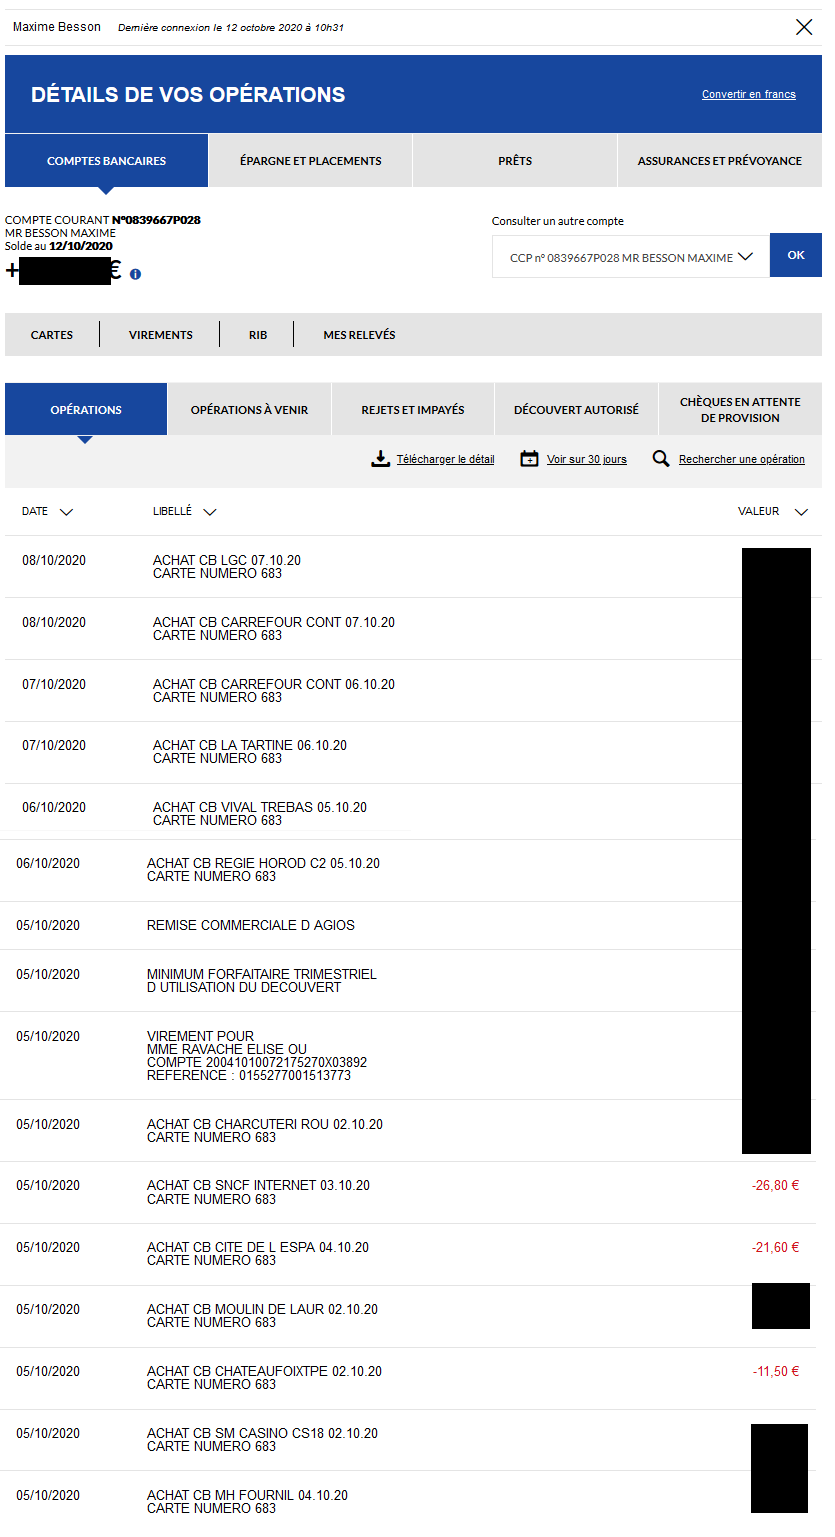 Maxime Besson Dernière connexion le 12 octobre 2020 à 10h31
DÉTAILS DE VOS OPÉRATIONS
Convertir en francs
COMPTES BANCAIRES
ÉPARGNE ET PLACEMENTS
PRÊTS
ASSURANCES ET PRÉVOYANCE
COMPTE COURANT N°0839667P028
MR BESSON MAXIME
Solde au 12/10/2020
+ €
Consulter un autre compte
CCP n° 0839667P028 MR BESSON MAXIME
OK
CARTES
VIREMENTS
RIB
MES RELEVÉS
OPÉRATIONS
OPÉRATIONS À VENIR
REJETS ET IMPAYÉS
DÉCOUVERT AUTORISÉ
CHÈQUES EN ATTENTE
DE PROVISION
Télécharger le détail
Voir sur 30 jours
Rechercher une opération
DATE
LIBELLÉ
VALEUR
08/10/2020
ACHAT CB LGC 07.10.20
CARTE NUMERO 683
08/10/2020
ACHAT CB CARREFOUR CONT 07.10.20
CARTE NUMERO 683
07/10/2020
ACHAT CB CARREFOUR CONT 06.10.20
CARTE NUMERO 683
07/10/2020
ACHAT CB LA TARTINE 06.10.20
CARTE NUMERO 683
06/10/2020
ACHAT CB VIVAL TREBAS 05.10.20
CARTE NUMERO 683
06/10/2020
ACHAT CB REGIE HOROD C2 05.10.20
CARTE NUMERO 683
05/10/2020
REMISE COMMERCIALE D AGIOS
05/10/2020
MINIMUM FORFAITAIRE TRIMESTRIEL
D UTILISATION DU DECOUVERT
05/10/2020
VIREMENT POUR
MME RAVACHE ELISE OU
COMPTE 20041010072175270X03892
REFERENCE : 0155277001513773
05/10/2020
ACHAT CB CHARCUTERI ROU 02.10.20
CARTE NUMERO 683
05/10/2020
ACHAT CB SNCF INTERNET 03.10.20
CARTE NUMERO 683
-26,80 €
05/10/2020
ACHAT CB CITE DE L ESPA 04.10.20
CARTE NUMERO 683
-21,60 €
05/10/2020
ACHAT CB MOULIN DE LAUR 02.10.20
CARTE NUMERO 683
05/10/2020
ACHAT CB CHATEAUFOIXTPE 02.10.20
CARTE NUMERO 683
-11,50 €
05/10/2020
ACHAT CB SM CASINO CS18 02.10.20
CARTE NUMERO 683
05/10/2020
ACHAT CB MH FOURNIL 04.10.20
CARTE NUMERO 683